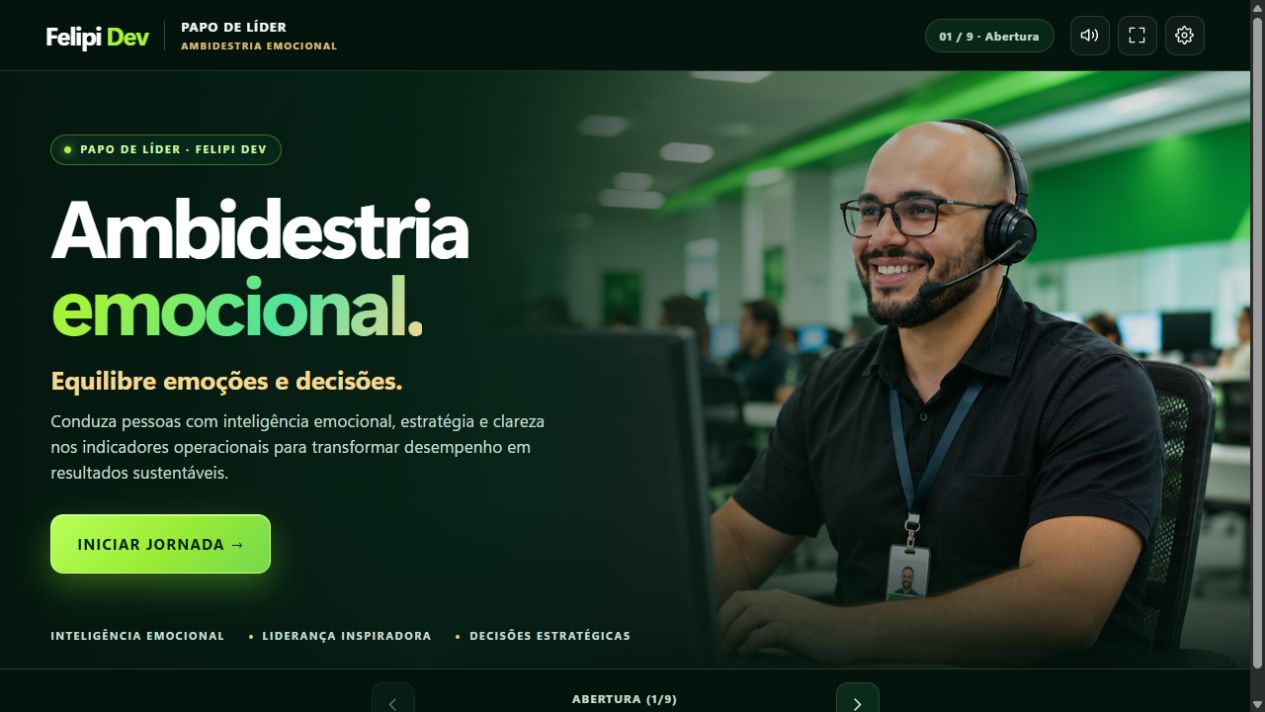 Felipi Dev
PAPO DE LÍDER
AMBIDESTRIA EMOCIONAL
01 / 9 · Abertura
PAPO DE LÍDER · FELIPI DEV
Ambidestria
emocional.
Equilibre emoções e decisões.
Conduza pessoas com inteligência emocional, estratégia e clareza
nos indicadores operacionais para transformar desempenho em
resultados sustentáveis.
INICIAR JORNADA →
INTELIGÊNCIA EMOCIONAL • LIDERANÇA INSPIRADORA • DECISÕES ESTRATÉGICAS
ABERTURA (1/9)